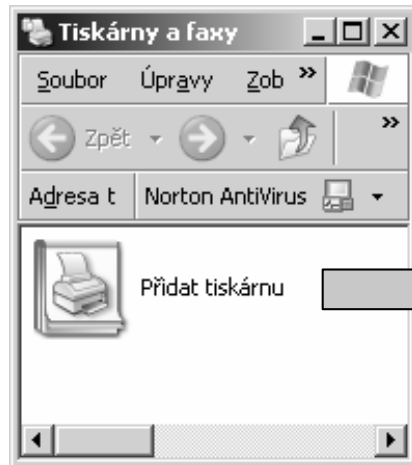 Tiskárny a faxy
Soubor Úpravy Zob »
Zpět »
Adresa t Norton AntiVirus
Přidat tiskárnu